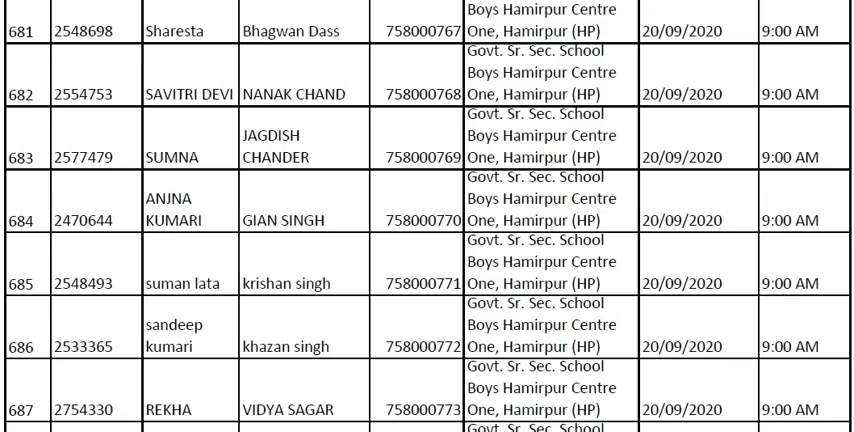 Boys Hamirpur Centre
681 2548698 Sharesta Bhagwan Dass 758000767 One, Hamirpur (HP) 20/09/2020 9:00 AM
Govt. Sr. Sec. School
Boys Hamirpur Centre
682 2554753 SAVITRI DEVI NANAK CHAND 758000768 One, Hamirpur (HP) 20/09/2020 9:00 AM
Govt. Sr. Sec. School
JAGDISH Boys Hamirpur Centre
683 2577479 SUMNA CHANDER 758000769 One, Hamirpur (HP) 20/09/2020 9:00 AM
Govt. Sr. Sec. School
ANJNA Boys Hamirpur Centre
684 2470644 KUMARI GIAN SINGH 758000770 One, Hamirpur (HP) 20/09/2020 9:00 AM
Govt. Sr. Sec. School
Boys Hamirpur Centre
685 2548493 suman lata krishan singh 758000771 One, Hamirpur (HP) 20/09/2020 9:00 AM
Govt. Sr. Sec. School
sandeep Boys Hamirpur Centre
686 2533365 kumari khazan singh 758000772 One, Hamirpur (HP) 20/09/2020 9:00 AM
Govt. Sr. Sec. School
Boys Hamirpur Centre
687 2754330 REKHA VIDYA SAGAR 758000773 One, Hamirpur (HP) 20/09/2020 9:00 AM
Govt. Sr. Sec. School